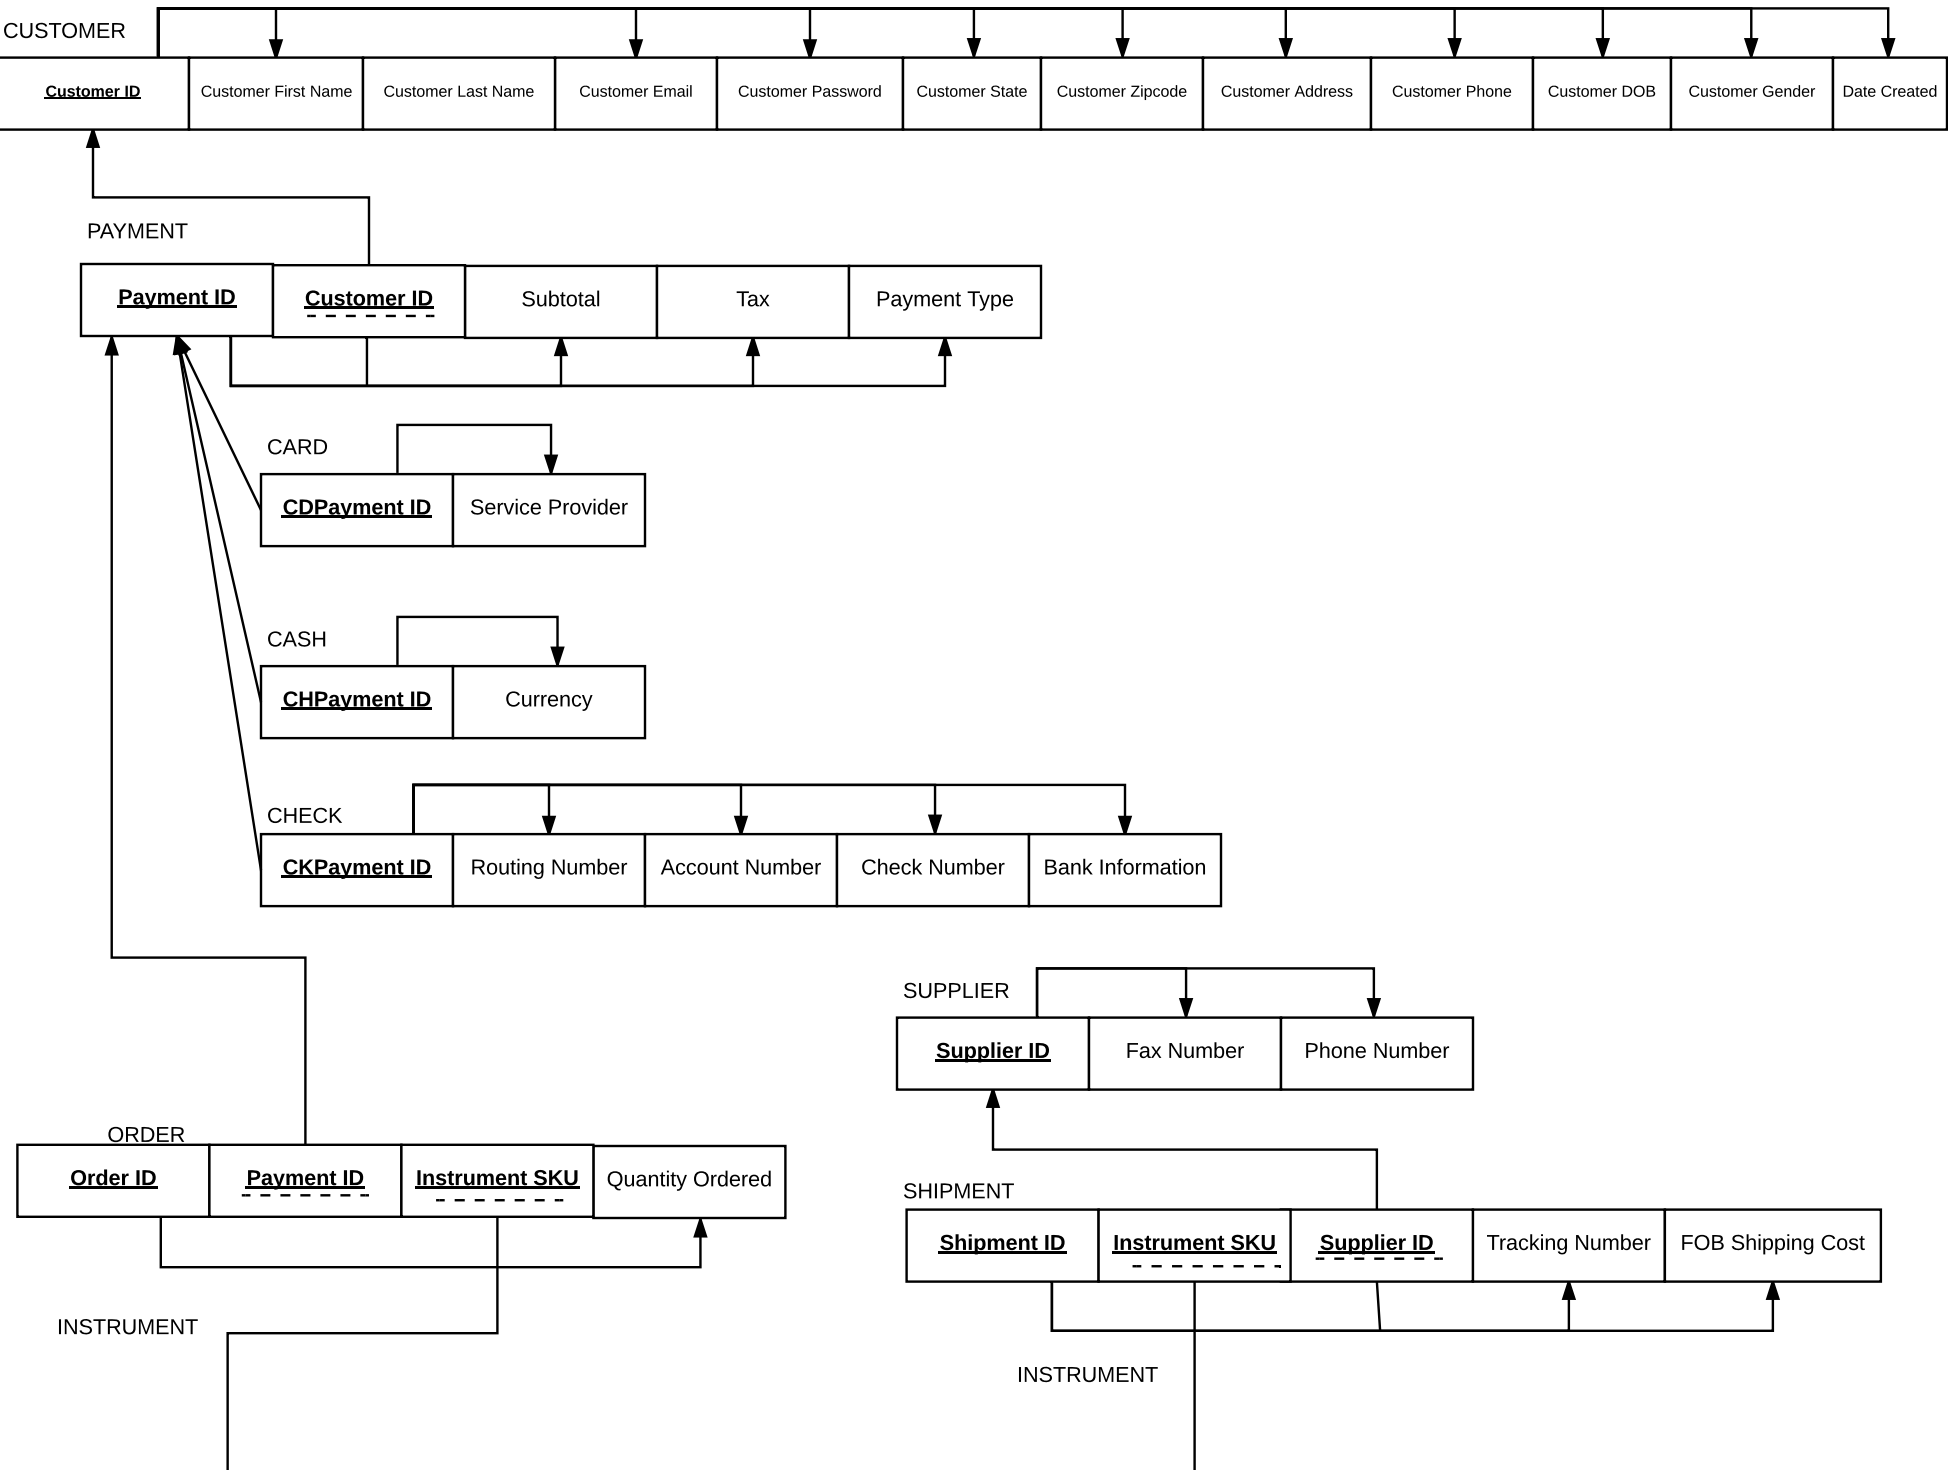 CUSTOMER
Customer ID Customer First Name Customer Last Name Customer Email Customer Password Customer State Customer Zipcode Customer Address Customer Phone Customer DOB Customer Gender Date Created
PAYMENT
Payment ID Customer ID Subtotal Tax Payment Type
CARD
CDPayment ID Service Provider
CASH
CHPayment ID Currency
CHECK
CKPayment ID Routing Number Account Number Check Number Bank Information
SUPPLIER
Supplier ID Fax Number Phone Number
ORDER
Order ID Payment ID Instrument SKU Quantity Ordered
SHIPMENT
Shipment ID Instrument SKU Supplier ID Tracking Number FOB Shipping Cost
INSTRUMENT
INSTRUMENT